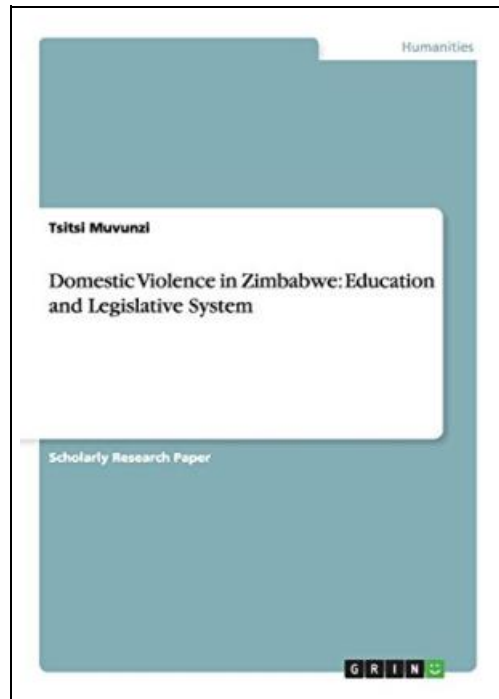 Humanities
Tsitsi Muvunzi
Domestic Violence in Zimbabwe: Education
and Legislative System
Scholarly Research Paper
GRIN